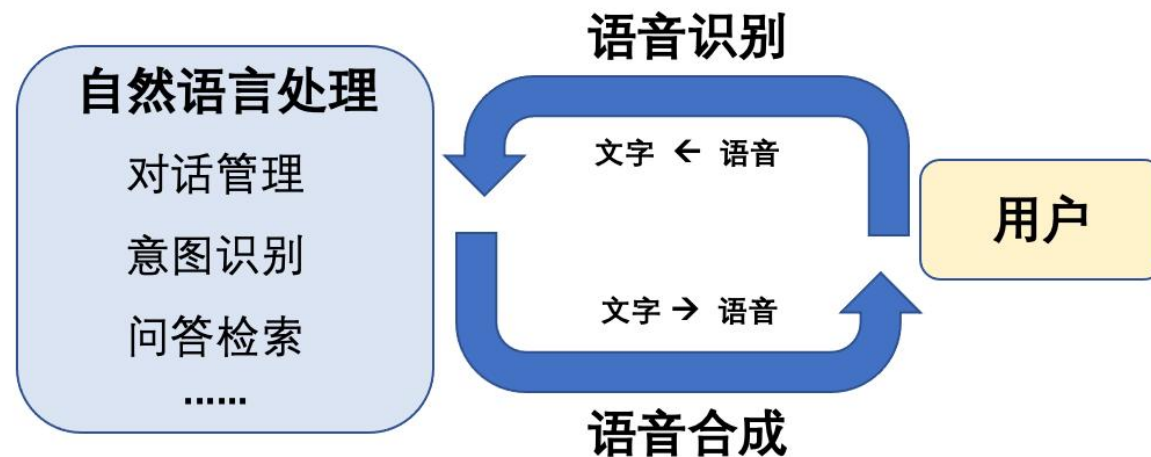 语音识别
自然语言处理
对话管理
意图识别
问答检索
……
文字 ← 语音
用户
文字 → 语音
语音合成